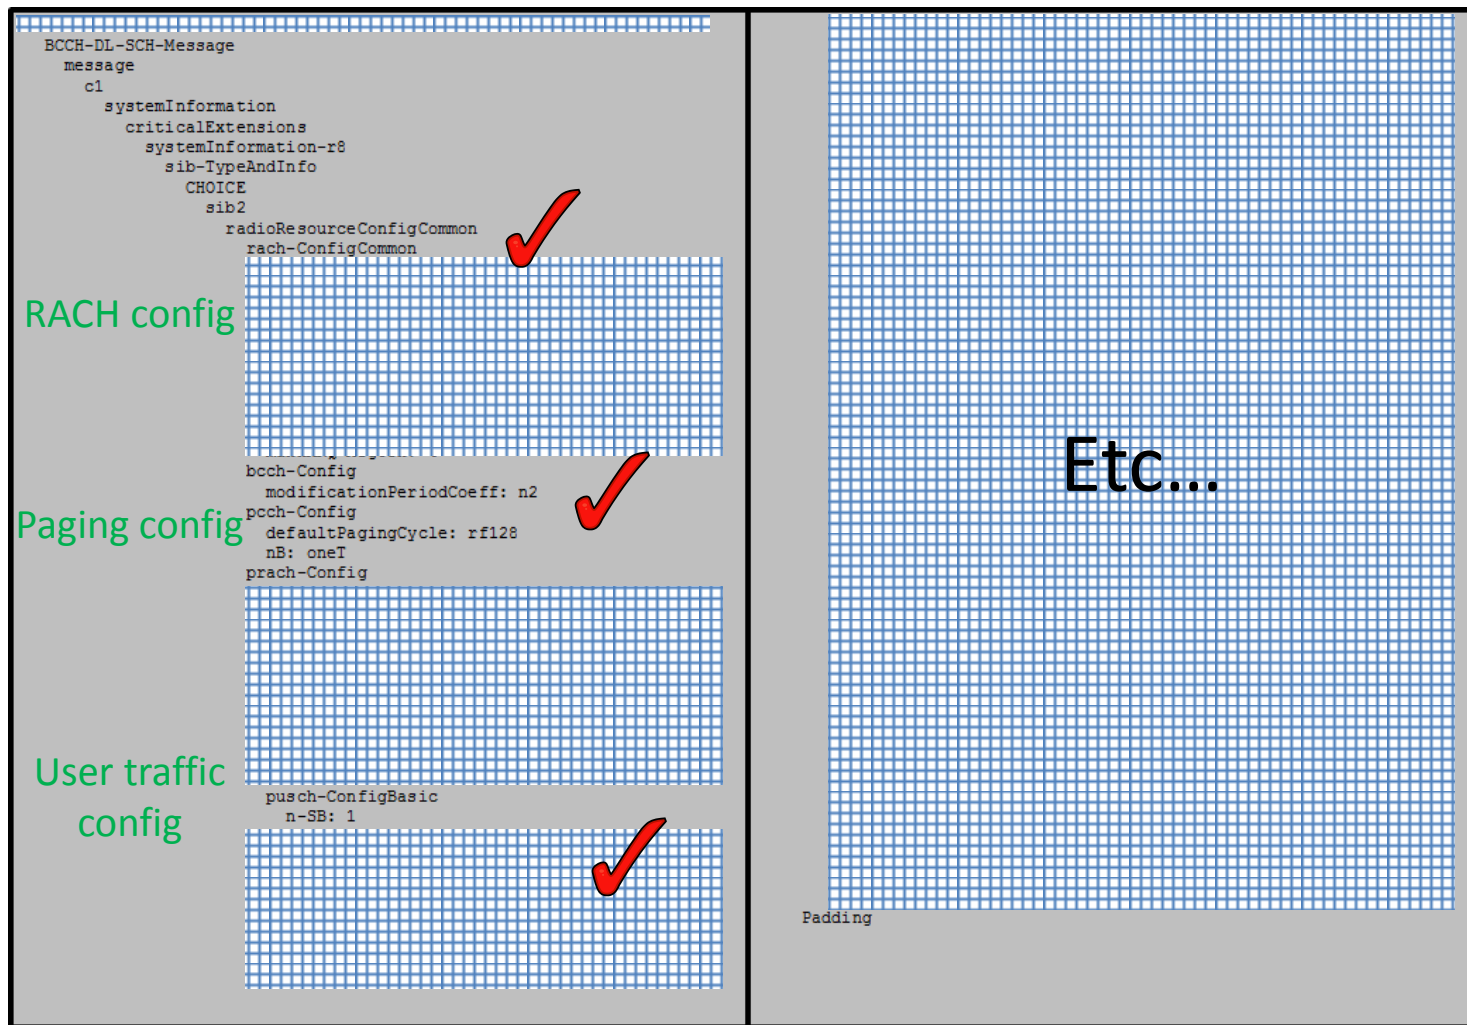 BCCH-DL-SCH-Message
message
c1
systemInformation
criticalExtensions
systemInformation-r8
sib-TypeAndInfo
CHOICE
sib2
radioResourceConfigCommon
rach-ConfigCommon
RACH config
bcch-Config
modificationPeriodCoeff: n2
pcch-Config
Paging config
defaultPagingCycle: rf128
nB: oneT
prach-Config
User traffic
config
pusch-ConfigBasic
n-SB: 1
Etc...
Padding